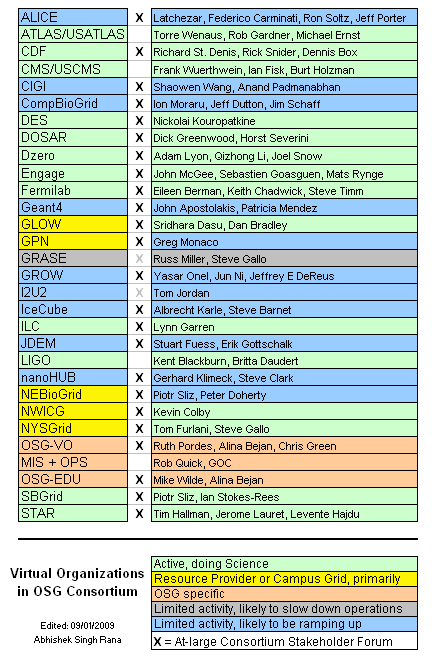 ALICE X Latchezar, Federico Carminati, Ron Soltz, Jeff Porter
ATLAS/USATLAS Torre Wenaus, Rob Gardner, Michael Ernst
CDF X Richard St. Denis, Rick Snider, Dennis Box
CMS/USCMS Frank Wuerthwein, Ian Fisk, Burt Holzman
CIGI X Shaowen Wang, Anand Padmanabhan
CompBioGrid X Ion Moraru, Jeff Dutton, Jim Schaff
DES X Nickolai Kouropatkine
DOSAR X Dick Greenwood, Horst Severini
Dzero X Adam Lyon, Qizhong Li, Joel Snow
Engage X John McGee, Sebastien Goasguen, Mats Rynge
Fermilab X Eileen Berman, Keith Chadwick, Steve Timm
Geant4 X John Apostolakis, Patricia Mendez
GLOW X Sridhara Dasu, Dan Bradley
GPN X Greg Monaco
GRASE X Russ Miller, Steve Gallo
GROW X Yasar Onel, Jun Ni, Jeffrey E DeReus
I2U2 X Tom Jordan
IceCube X Albrecht Karle, Steve Barnet
ILC X Lynn Garren
JDEM X Stuart Fuess, Erik Gottschalk
LIGO Kent Blackburn, Britta Daudert
nanoHUB X Gerhard Klimeck, Steve Clark
NEBioGrid X Piotr Sliz, Peter Doherty
NWICG X Kevin Colby
NYSGrid X Tom Furlani, Steve Gallo
OSG-VO X Ruth Pordes, Alina Bejan, Chris Green
MIS + OPS Rob Quick, GOC
OSG-EDU X Mike Wilde, Alina Bejan
SBGrid X Piotr Sliz, Ian Stokes-Rees
STAR X Tim Hallman, Jerome Lauret, Levente Hajdu
Virtual Organizations
in OSG Consortium
Edited: 09/01/2009
Abhishek Singh Rana
Active, doing Science
Resource Provider or Campus Grid, primarily
OSG specific
Limited activity, likely to slow down operations
Limited activity, likely to be ramping up
X = At-large Consortium Stakeholder Forum